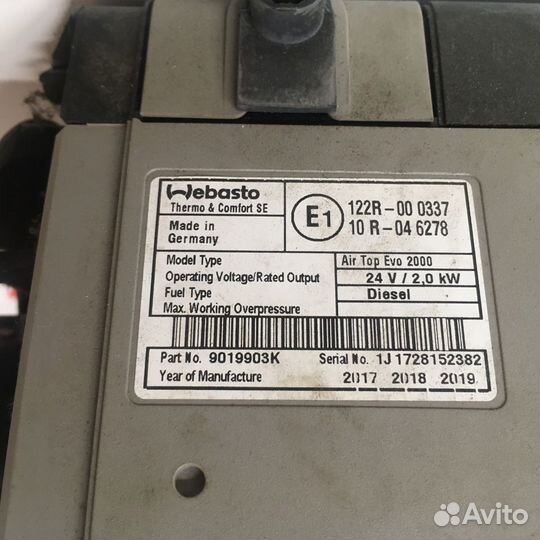 Webasto
Thermo & Comfort SE
Made in
Germany
E1
122R-00 0337
10 R-04 6278
Model Type Air Top Evo 2000
Operating Voltage/Rated Output 24 V / 2,0 kW
Fuel Type Diesel
Max. Working Overpressure
Part No. 9019903K Serial No. 1J1728152382
Year of Manufacture 2017 2018 2019
Avito